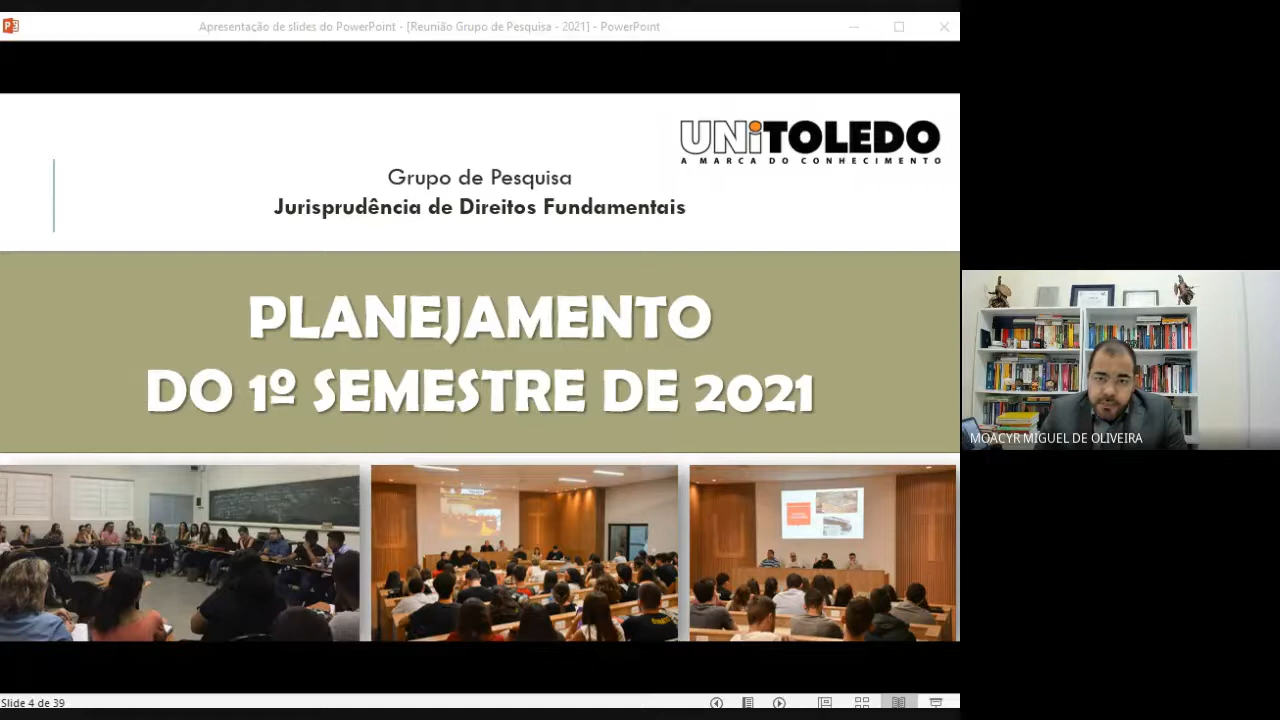 Apresentação de slides do PowerPoint - [Reunião Grupo de Pesquisa - 2021] - PowerPoint
UNiTOLEDO
A MARCA DO CONHECIMENTO
Grupo de Pesquisa
Jurisprudência de Direitos Fundamentais
PLANEJAMENTO
DO 1º SEMESTRE DE 2021
MOACYR MIGUEL DE OLIVEIRA
Slide 4 de 39